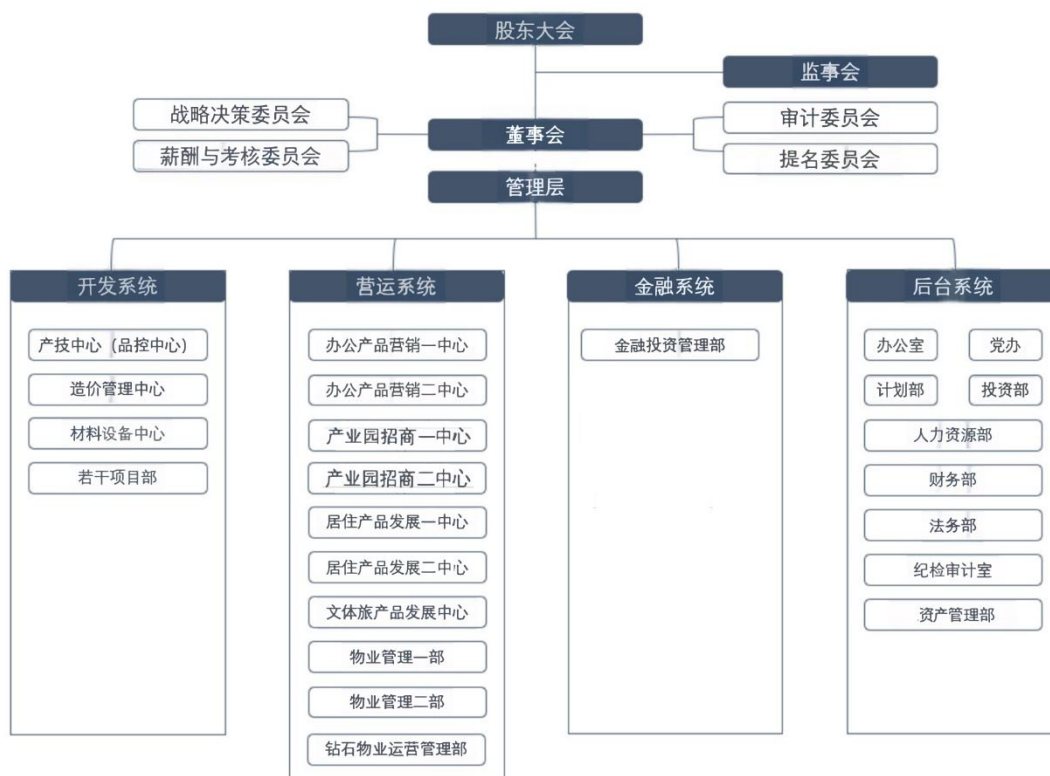 股东大会
监事会
战略决策委员会
审计委员会
董事会
薪酬与考核委员会
提名委员会
管理层
开发系统
产技中心（品控中心）
造价管理中心
材料设备中心
若干项目部
营运系统
办公产品营销一中心
办公产品营销二中心
产业园招商一中心
产业园招商二中心
居住产品发展一中心
居住产品发展二中心
文体旅产品发展中心
物业管理一部
物业管理二部
钻石物业运营管理部
金融系统
金融投资管理部
后台系统
办公室
党办
计划部
投资部
人力资源部
财务部
法务部
纪检审计室
资产管理部